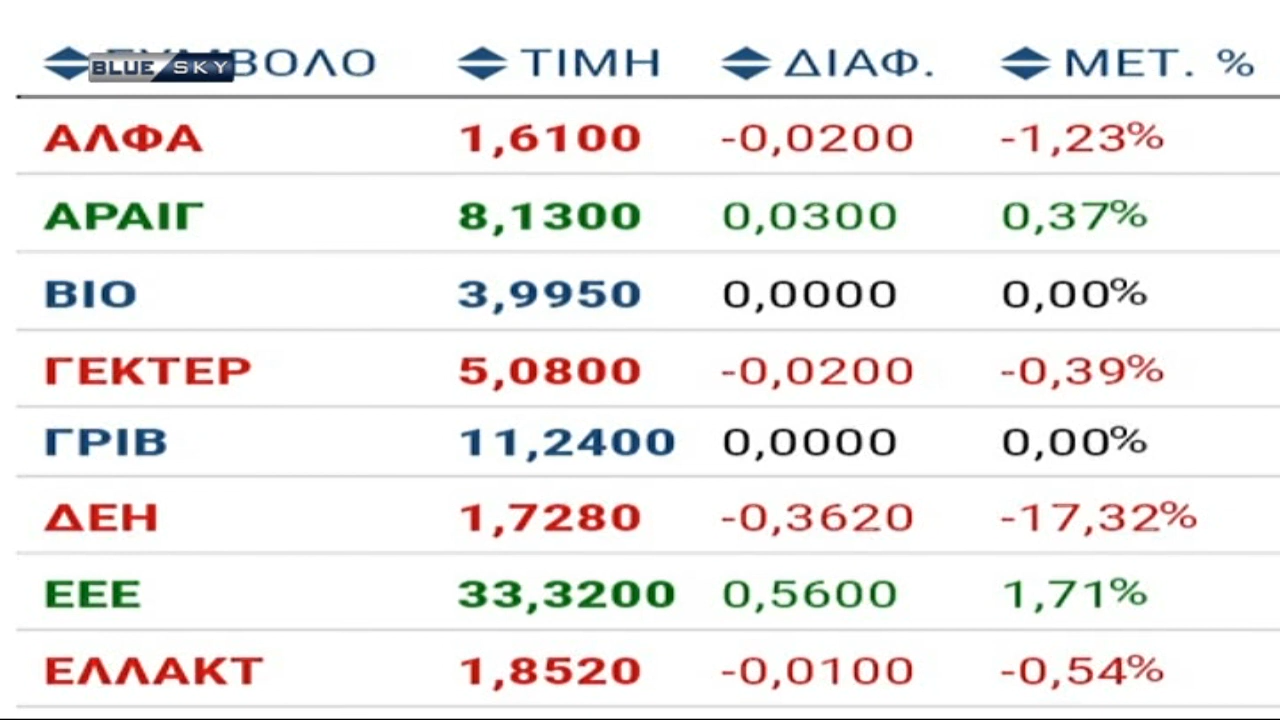 BLUE SKY ΤΙΜΗ ΔΙΑΦ. ΜΕΤ. %
ΑΛΦΑ 1,6100 -0,0200 -1,23%
ΑΡΑΙΓ 8,1300 0,0300 0,37%
ΒΙΟ 3,9950 0,0000 0,00%
ΓΕΚΤΕΡ 5,0800 -0,0200 -0,39%
ΓΡΙΒ 11,2400 0,0000 0,00%
ΔΕΗ 1,7280 -0,3620 -17,32%
ΕΕΕ 33,3200 0,5600 1,71%
ΕΛΛΑΚΤ 1,8520 -0,0100 -0,54%